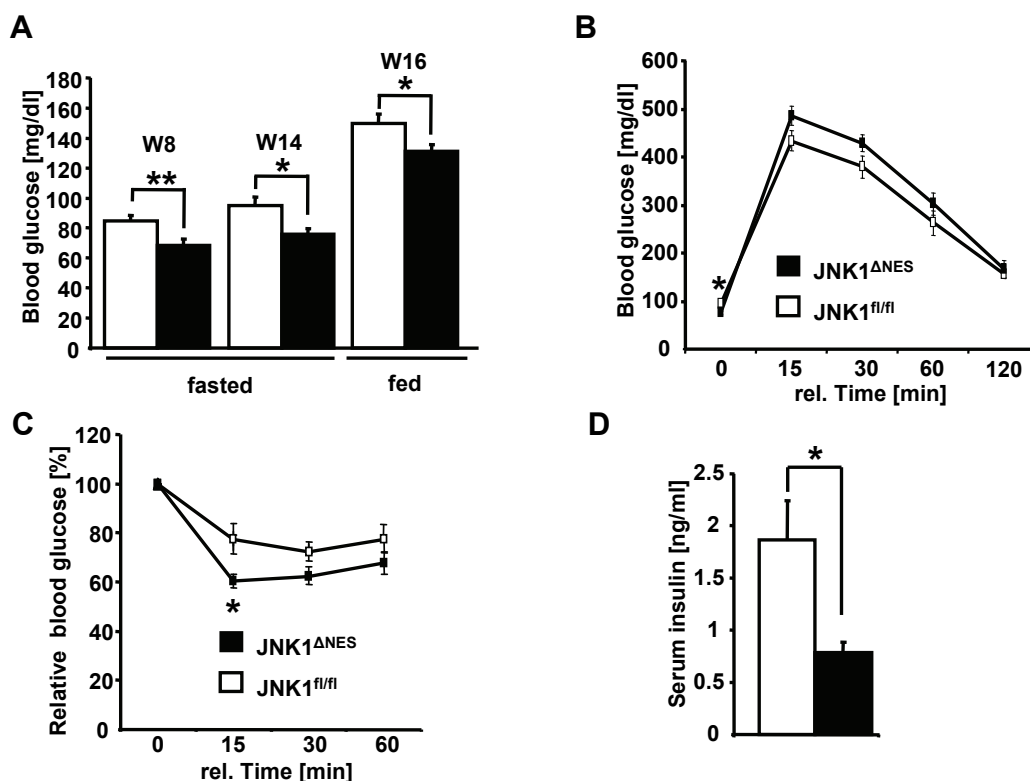 A
Blood glucose [mg/dl]
180
160
140
120
100
80
60
40
20
0
W8
**
W14
*
W16
*
fasted
fed
B
Blood glucose [mg/dl]
500
400
300
200
100
0
*
JNK1ΔNES
JNK1fl/fl
0 15 30 60 120
rel. Time [min]
C
Relative blood glucose [%]
120
100
80
60
40
20
0
*
JNK1ΔNES
JNK1fl/fl
0 15 30 60
rel. Time [min]
D
Serum insulin [ng/ml]
2.5
2
1.5
1
0.5
0
*